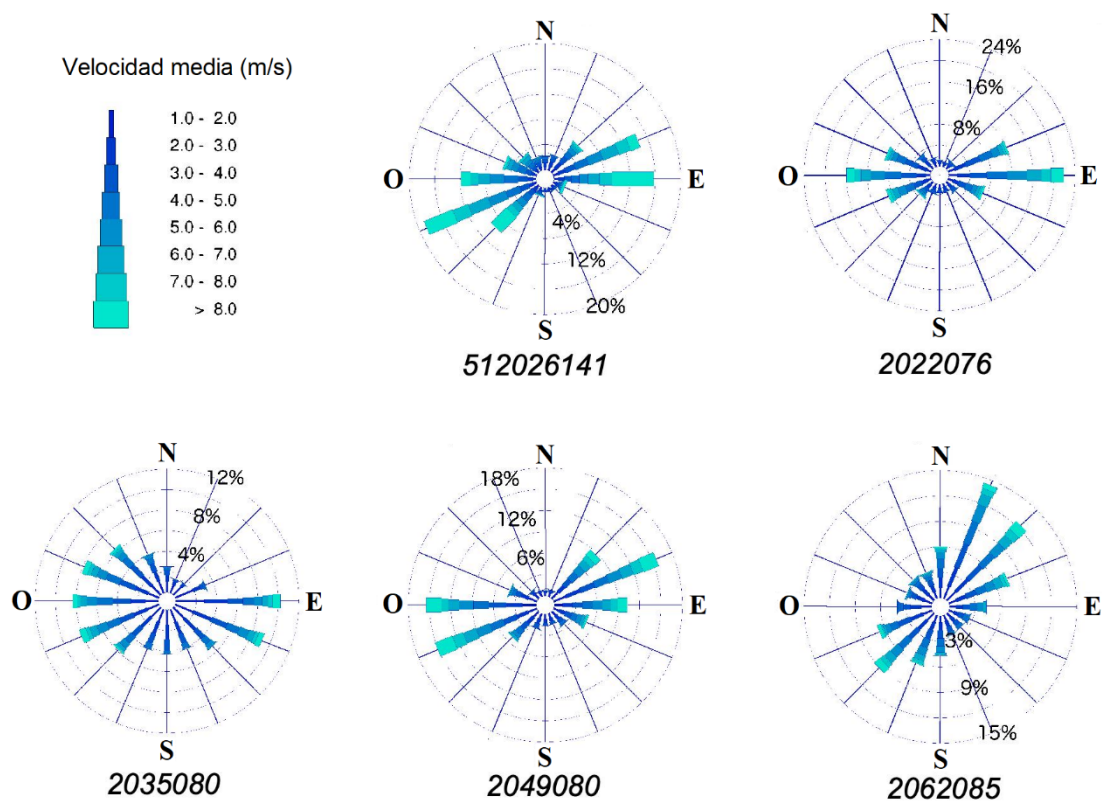 Velocidad media (m/s)
1.0 - 2.0
2.0 - 3.0
3.0 - 4.0
4.0 - 5.0
5.0 - 6.0
6.0 - 7.0
7.0 - 8.0
> 8.0
N
O
E
4%
12%
20%
S
512026141
N
24%
16%
8%
O
E
S
2022076
N
12%
8%
4%
O
E
S
2035080
N
18%
12%
6%
O
E
S
2049080
N
O
E
3%
9%
15%
S
2062085